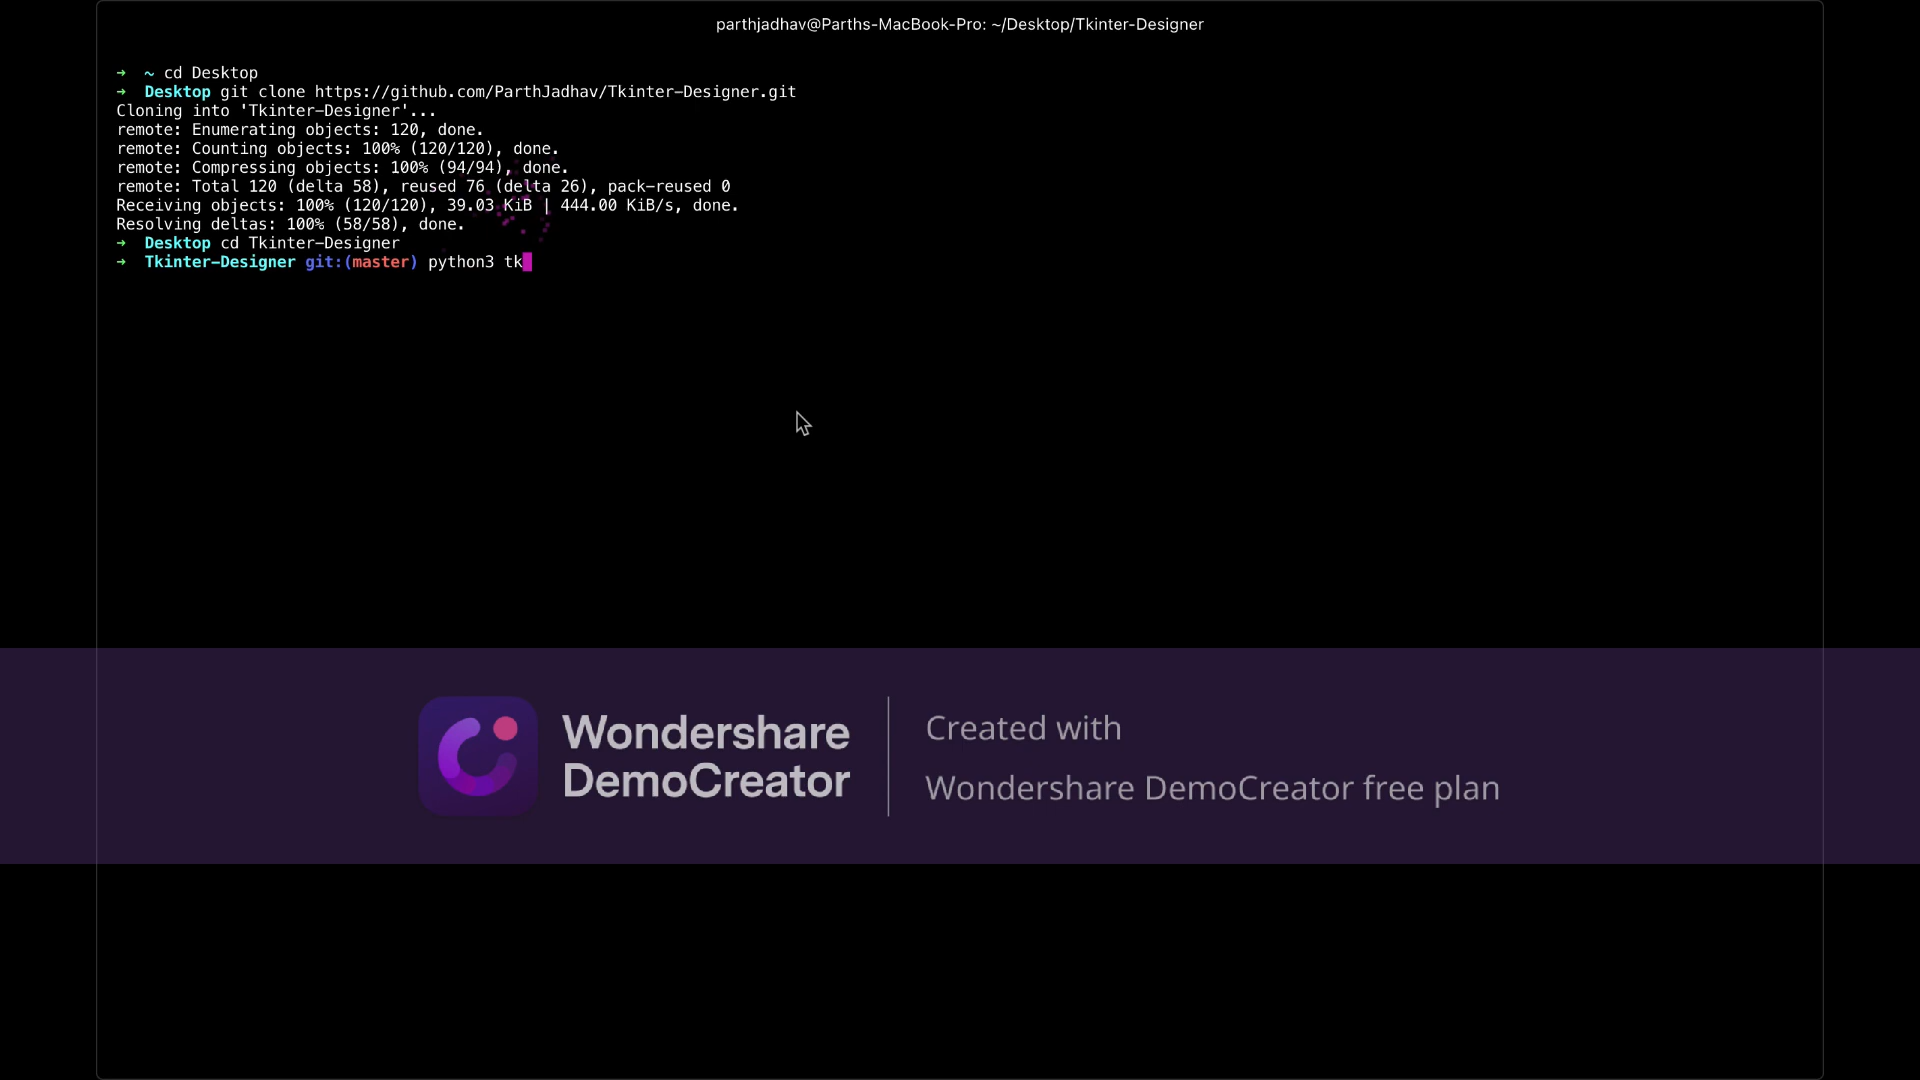 parthjadhav@Parths-MacBook-Pro: ~/Desktop/Tkinter-Designer
➜ ~ cd Desktop
➜ Desktop git clone https://github.com/ParthJadhav/Tkinter-Designer.git
Cloning into 'Tkinter-Designer'...
remote: Enumerating objects: 120, done.
remote: Counting objects: 100% (120/120), done.
remote: Compressing objects: 100% (94/94), done.
remote: Total 120 (delta 58), reused 76 (delta 26), pack-reused 0
Receiving objects: 100% (120/120), 39.03 KiB | 444.00 KiB/s, done.
Resolving deltas: 100% (58/58), done.
➜ Desktop cd Tkinter-Designer
➜ Tkinter-Designer git:(master) python3 tk
Wondershare
DemoCreator
Created with
Wondershare DemoCreator free plan